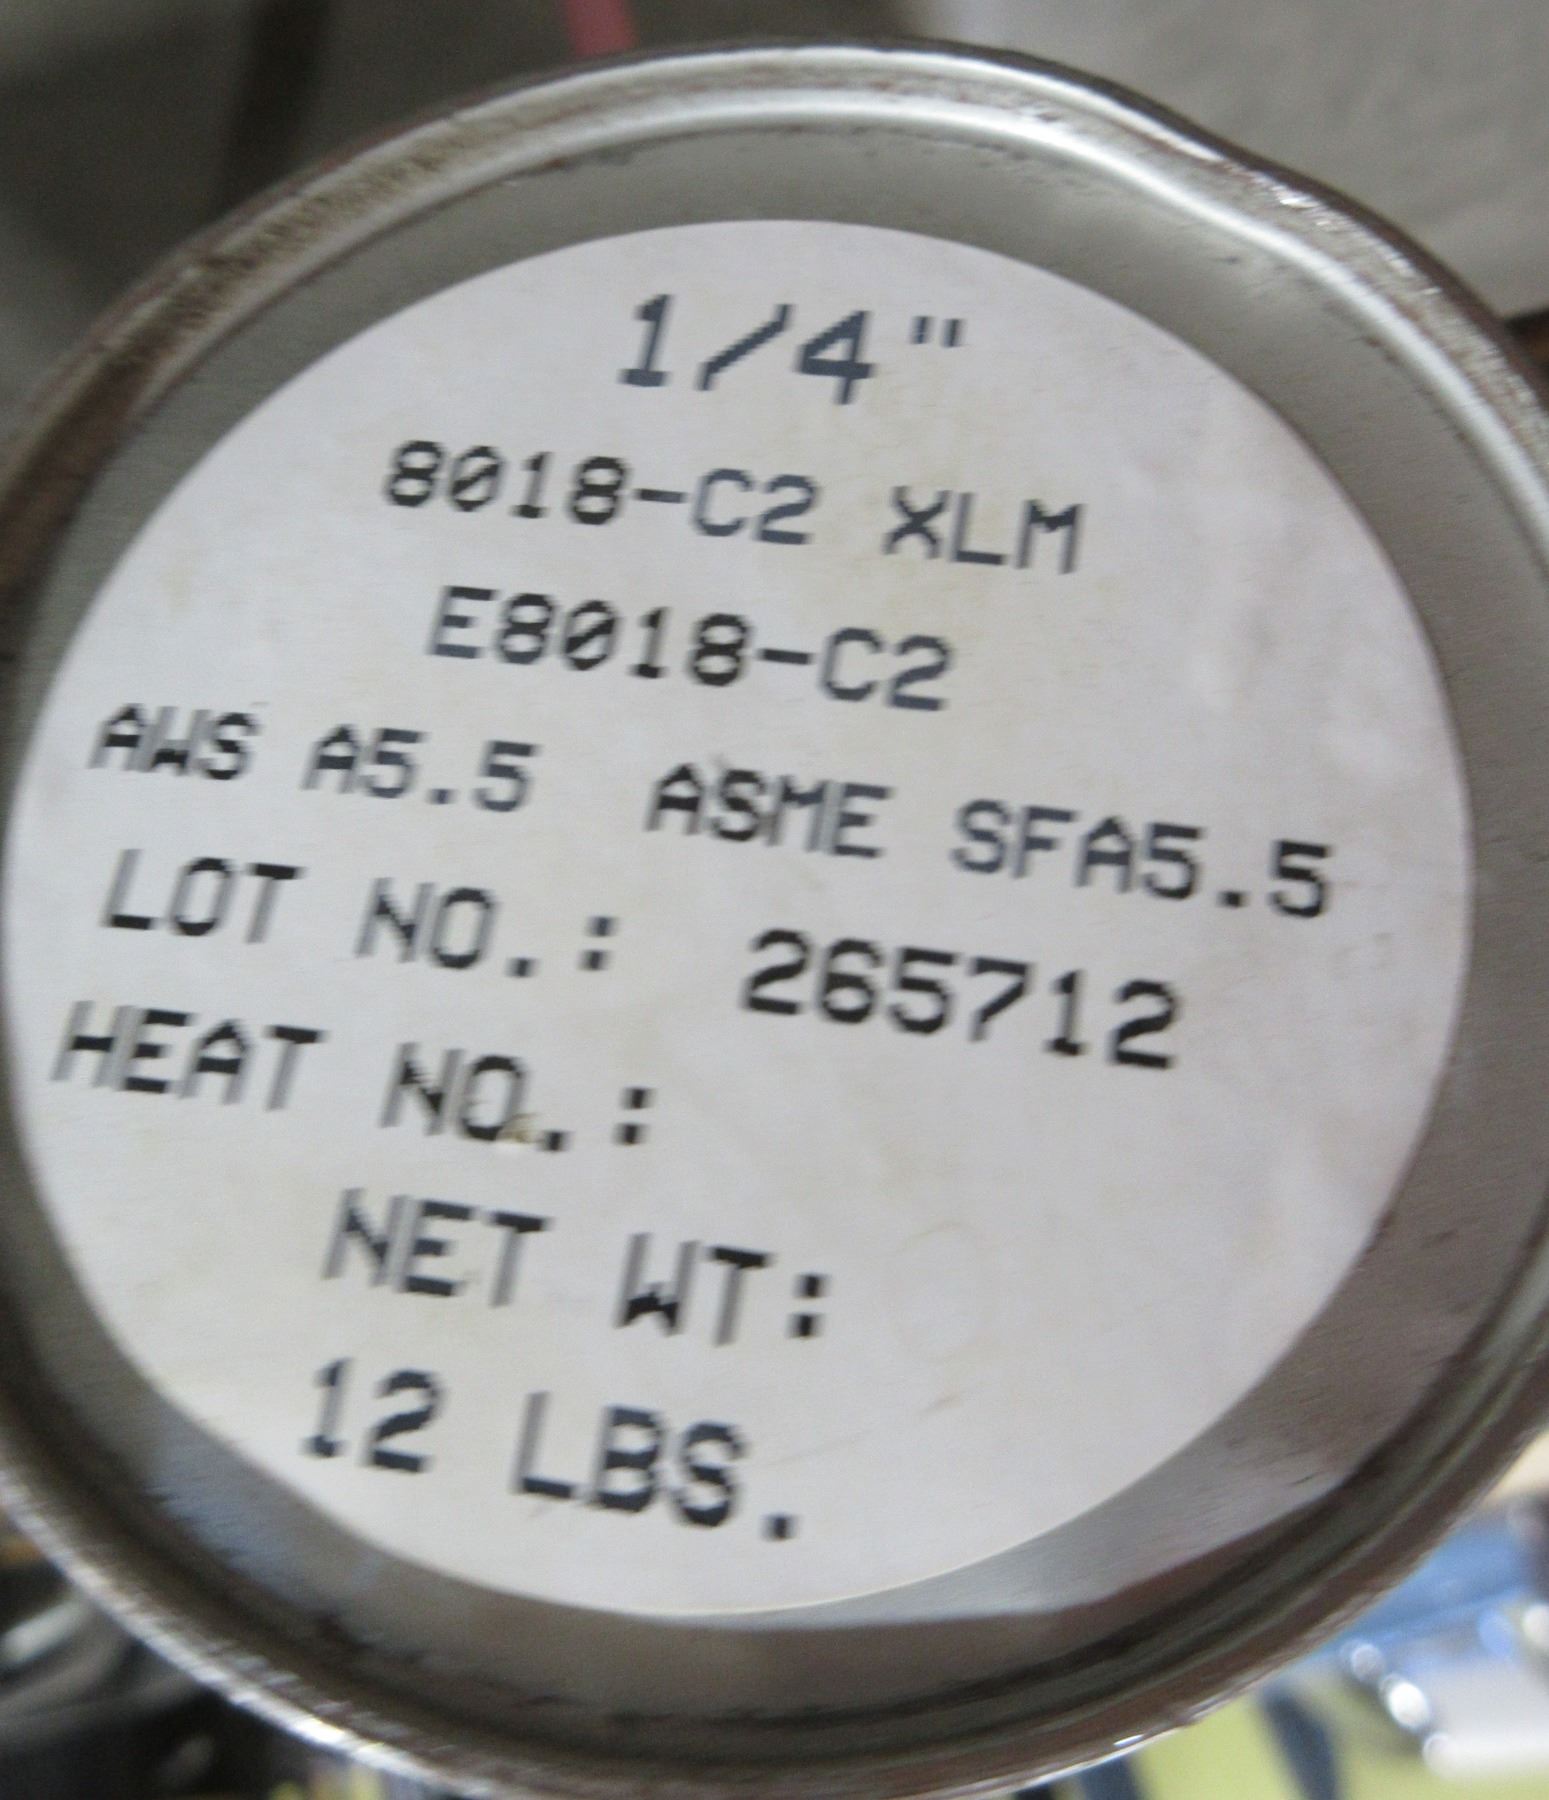 1/4"
8018-C2 XLM
E8018-C2
AWS A5.5 ASME SFA5.5
LOT NO.: 265712
HEAT NO.:
NET WT:
12 LBS.